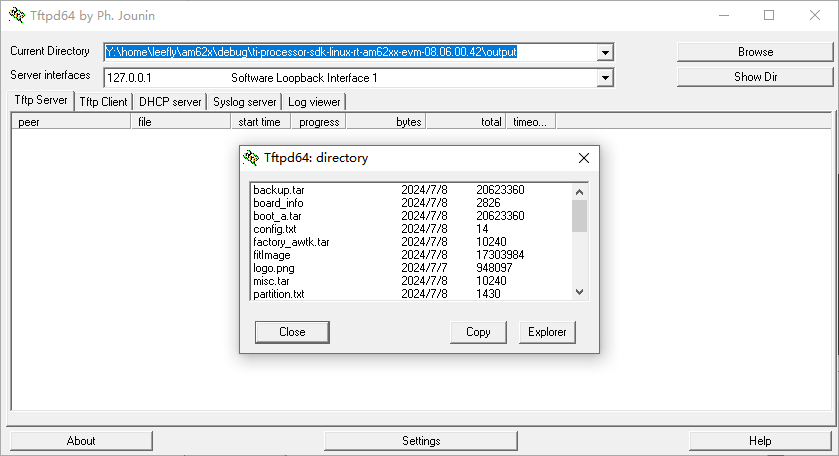 Tftpd64 by Ph. Jounin
Current Directory Y:\home\leefly\am62x\debug\ti-processor-sdk-linux-rt-am62xx-evm-08.06.00.42\output Browse
Server interfaces 127.0.0.1 Software Loopback Interface 1 Show Dir
Tftp Server Tftp Client DHCP server Syslog server Log viewer
peer file start time progress bytes total timeo...
Tftpd64: directory
backup.tar 2024/7/8 20623360
board_info 2024/7/8 2826
boot_a.tar 2024/7/8 20623360
config.txt 2024/7/8 14
factory_awtk.tar 2024/7/8 10240
fitImage 2024/7/8 17303984
logo.png 2024/7/7 948097
misc.tar 2024/7/8 10240
partition.txt 2024/7/8 1430
Close Copy Explorer
About Settings Help